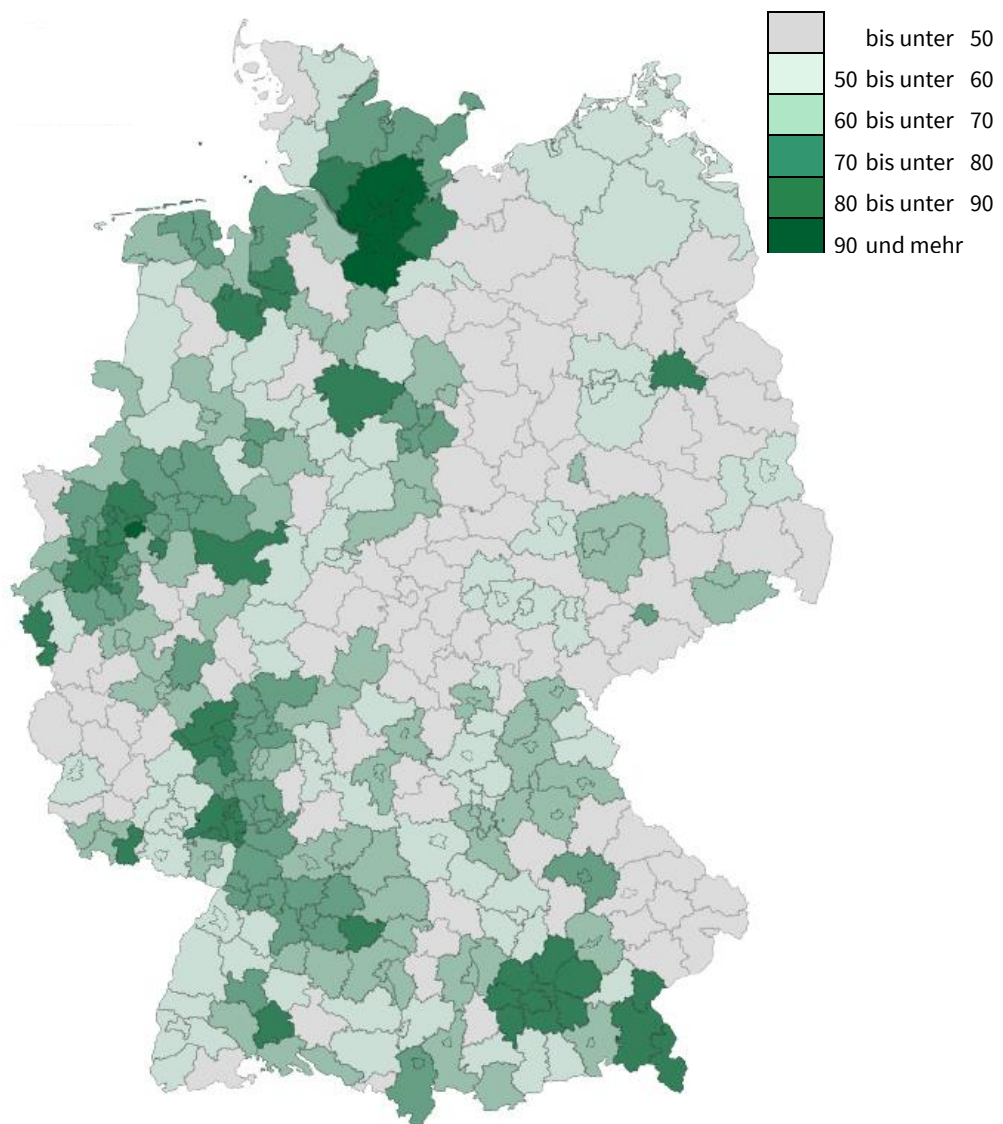 bis unter 50
50 bis unter 60
60 bis unter 70
70 bis unter 80
80 bis unter 90
90 und mehr